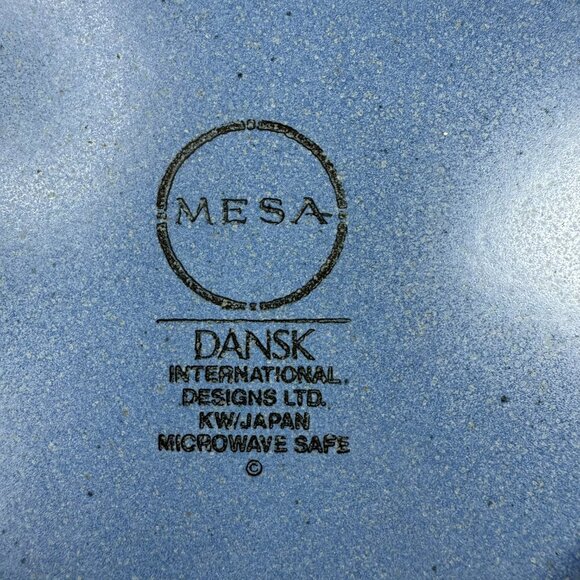 MESA
DANSK
INTERNATIONAL
DESIGNS LTD.
KW/JAPAN
MICROWAVE SAFE
©